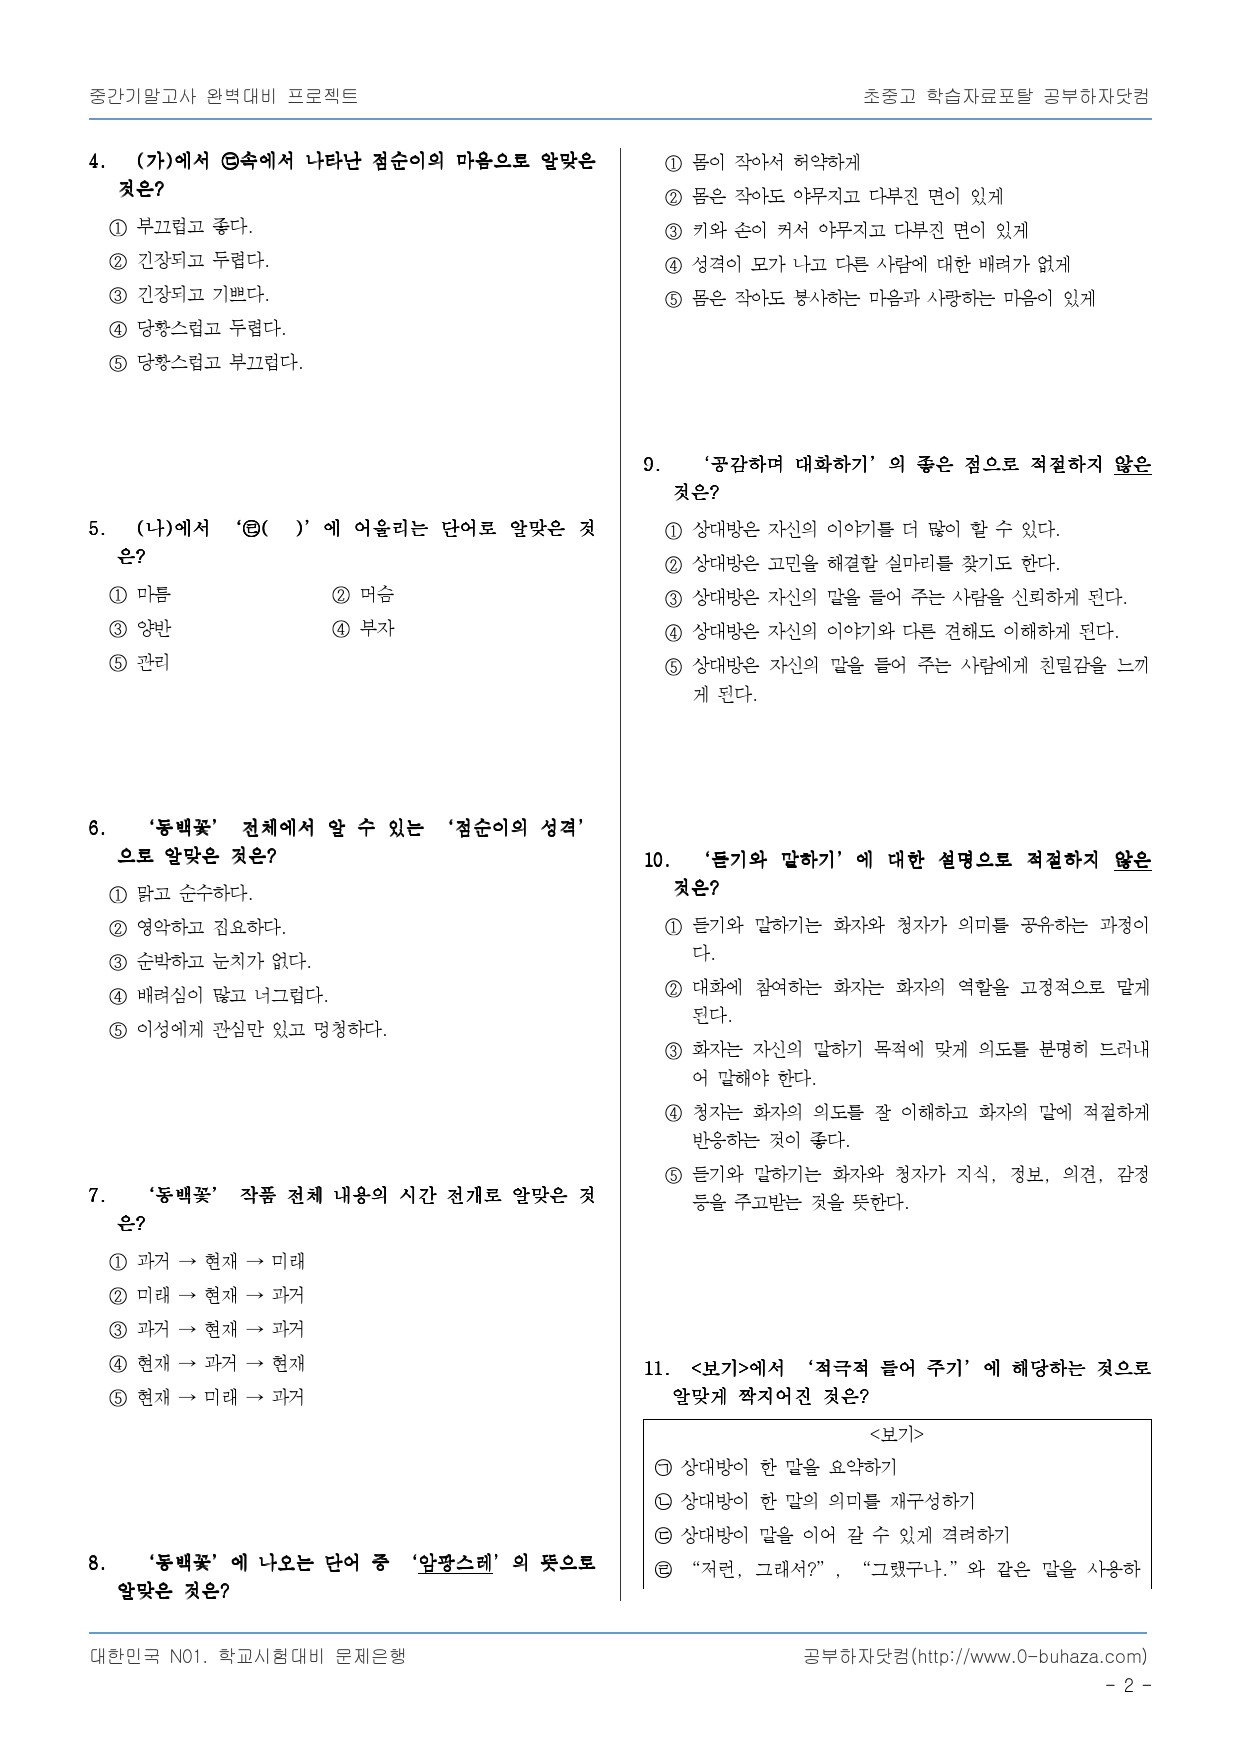 중간기말고사 완벽대비 프로젝트
초중고 학습자료포탈 공부하자닷컴
4. (가)에서 ㉢속에서 나타난 점순이의 마음으로 알맞은
것은?
① 부끄럽고 좋다.
② 긴장되고 두렵다.
③ 긴장되고 기쁘다.
④ 당황스럽고 두렵다.
⑤ 당황스럽고 부끄럽다.
5. (나)에서 ‘㉣( )’에 어울리는 단어로 알맞은 것
은?
① 마름 ② 머슴
③ 양반 ④ 부자
⑤ 관리
6. ‘동백꽃’ 전체에서 알 수 있는 ‘점순이의 성격’
으로 알맞은 것은?
① 맑고 순수하다.
② 영악하고 집요하다.
③ 순박하고 눈치가 없다.
④ 배려심이 많고 너그럽다.
⑤ 이성에게 관심만 있고 멍청하다.
7. ‘동백꽃’ 작품 전체 내용의 시간 전개로 알맞은 것
은?
① 과거 → 현재 → 미래
② 미래 → 현재 → 과거
③ 과거 → 현재 → 과거
④ 현재 → 과거 → 현재
⑤ 현재 → 미래 → 과거
8. ‘동백꽃’에 나오는 단어 중 ‘암팡스레’의 뜻으로
알맞은 것은?
① 몸이 작아서 허약하게
② 몸은 작아도 야무지고 다부진 면이 있게
③ 키와 손이 커서 야무지고 다부진 면이 있게
④ 성격이 모가 나고 다른 사람에 대한 배려가 없게
⑤ 몸은 작아도 봉사하는 마음과 사랑하는 마음이 있게
9. ‘공감하며 대화하기’의 좋은 점으로 적절하지 않은
것은?
① 상대방은 자신의 이야기를 더 많이 할 수 있다.
② 상대방은 고민을 해결할 실마리를 찾기도 한다.
③ 상대방은 자신의 말을 들어 주는 사람을 신뢰하게 된다.
④ 상대방은 자신의 이야기와 다른 견해도 이해하게 된다.
⑤ 상대방은 자신의 말을 들어 주는 사람에게 친밀감을 느끼
게 된다.
10. ‘듣기와 말하기’에 대한 설명으로 적절하지 않은
것은?
① 듣기와 말하기는 화자와 청자가 의미를 공유하는 과정이
다.
② 대화에 참여하는 화자는 화자의 역할을 고정적으로 맡게
된다.
③ 화자는 자신의 말하기 목적에 맞게 의도를 분명히 드러내
어 말해야 한다.
④ 청자는 화자의 의도를 잘 이해하고 화자의 말에 적절하게
반응하는 것이 좋다.
⑤ 듣기와 말하기는 화자와 청자가 지식, 정보, 의견, 감정
등을 주고받는 것을 뜻한다.
11. <보기>에서 ‘적극적 들어 주기’에 해당하는 것으로
알맞게 짝지어진 것은?
<보기>
㉠ 상대방이 한 말을 요약하기
㉡ 상대방이 한 말의 의미를 재구성하기
㉢ 상대방이 말을 이어 갈 수 있게 격려하기
㉣ “저런, 그래서?”, “그랬구나.”와 같은 말을 사용하
대한민국 N01. 학교시험대비 문제은행
공부하자닷컴(http://www.0-buhaza.com)
- 2 -